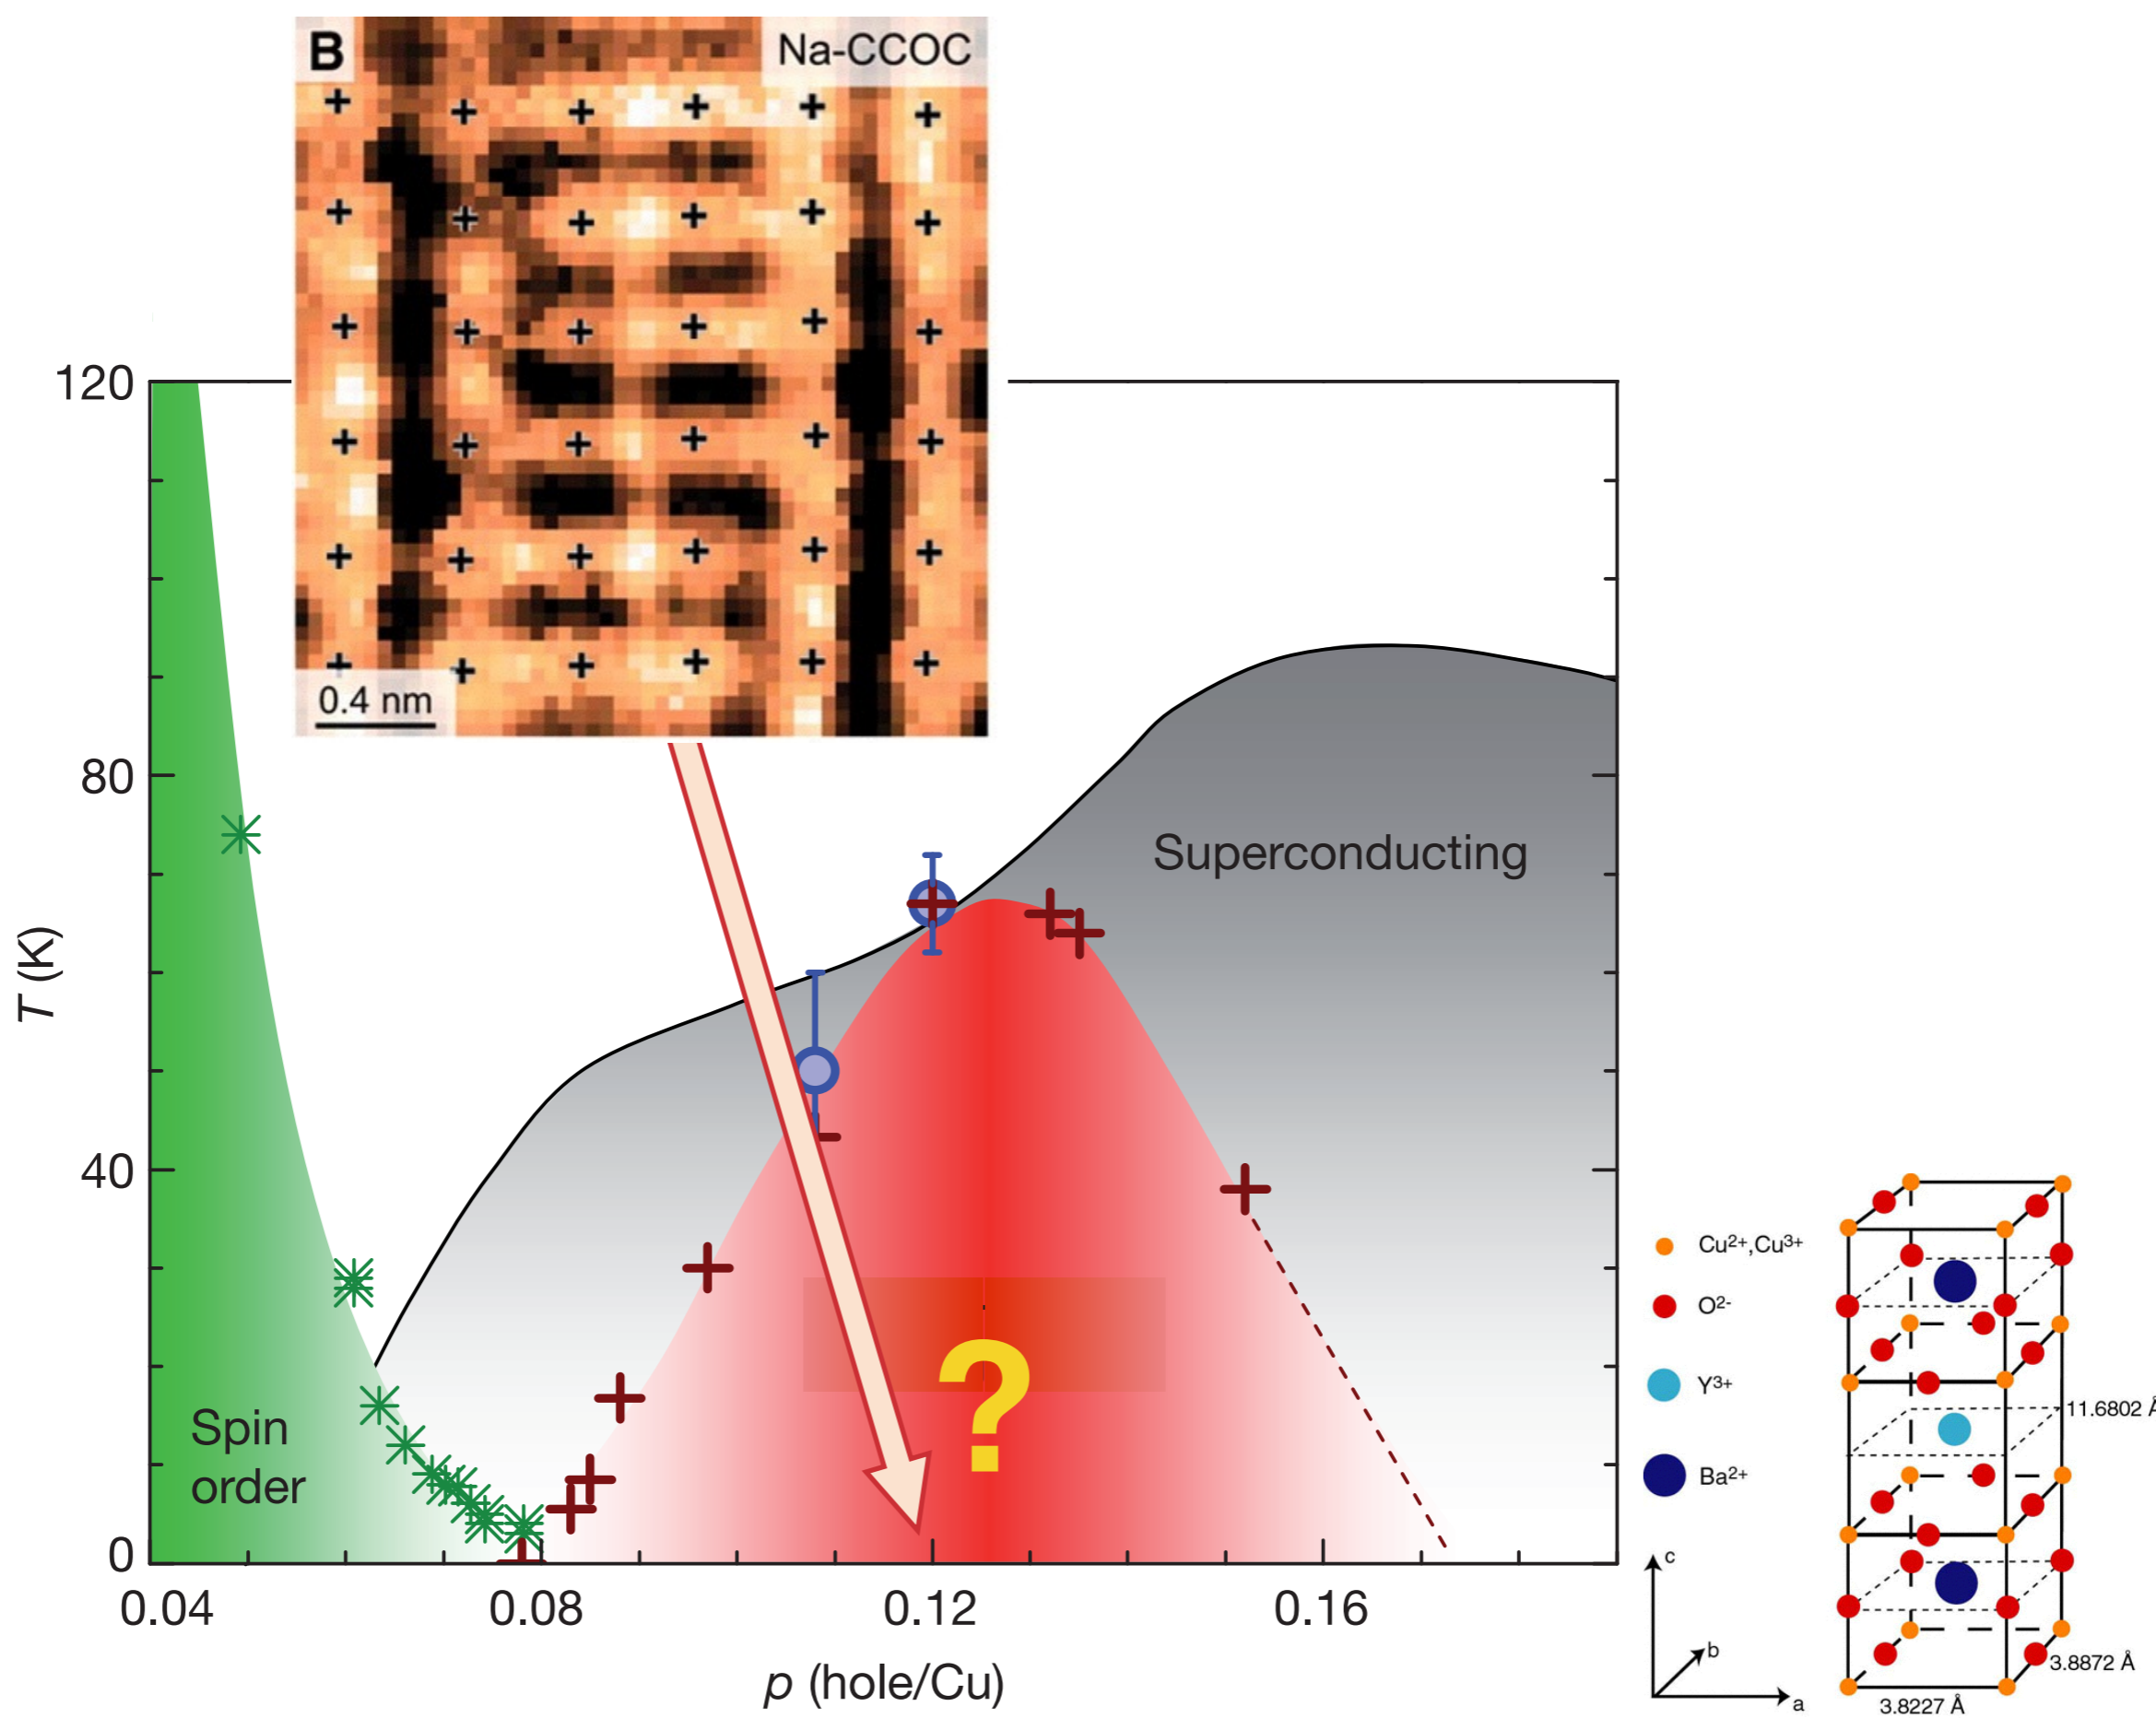 B
Na-CCOC
0.4 nm
120
80
40
0
T (K)
Superconducting
Spin
order
?
0.04
0.08
0.12
0.16
p (hole/Cu)
Cu²⁺,Cu³⁺
O²⁻
Y³⁺
Ba²⁺
c
b
a
11.6802 Å
3.8872 Å
3.8227 Å